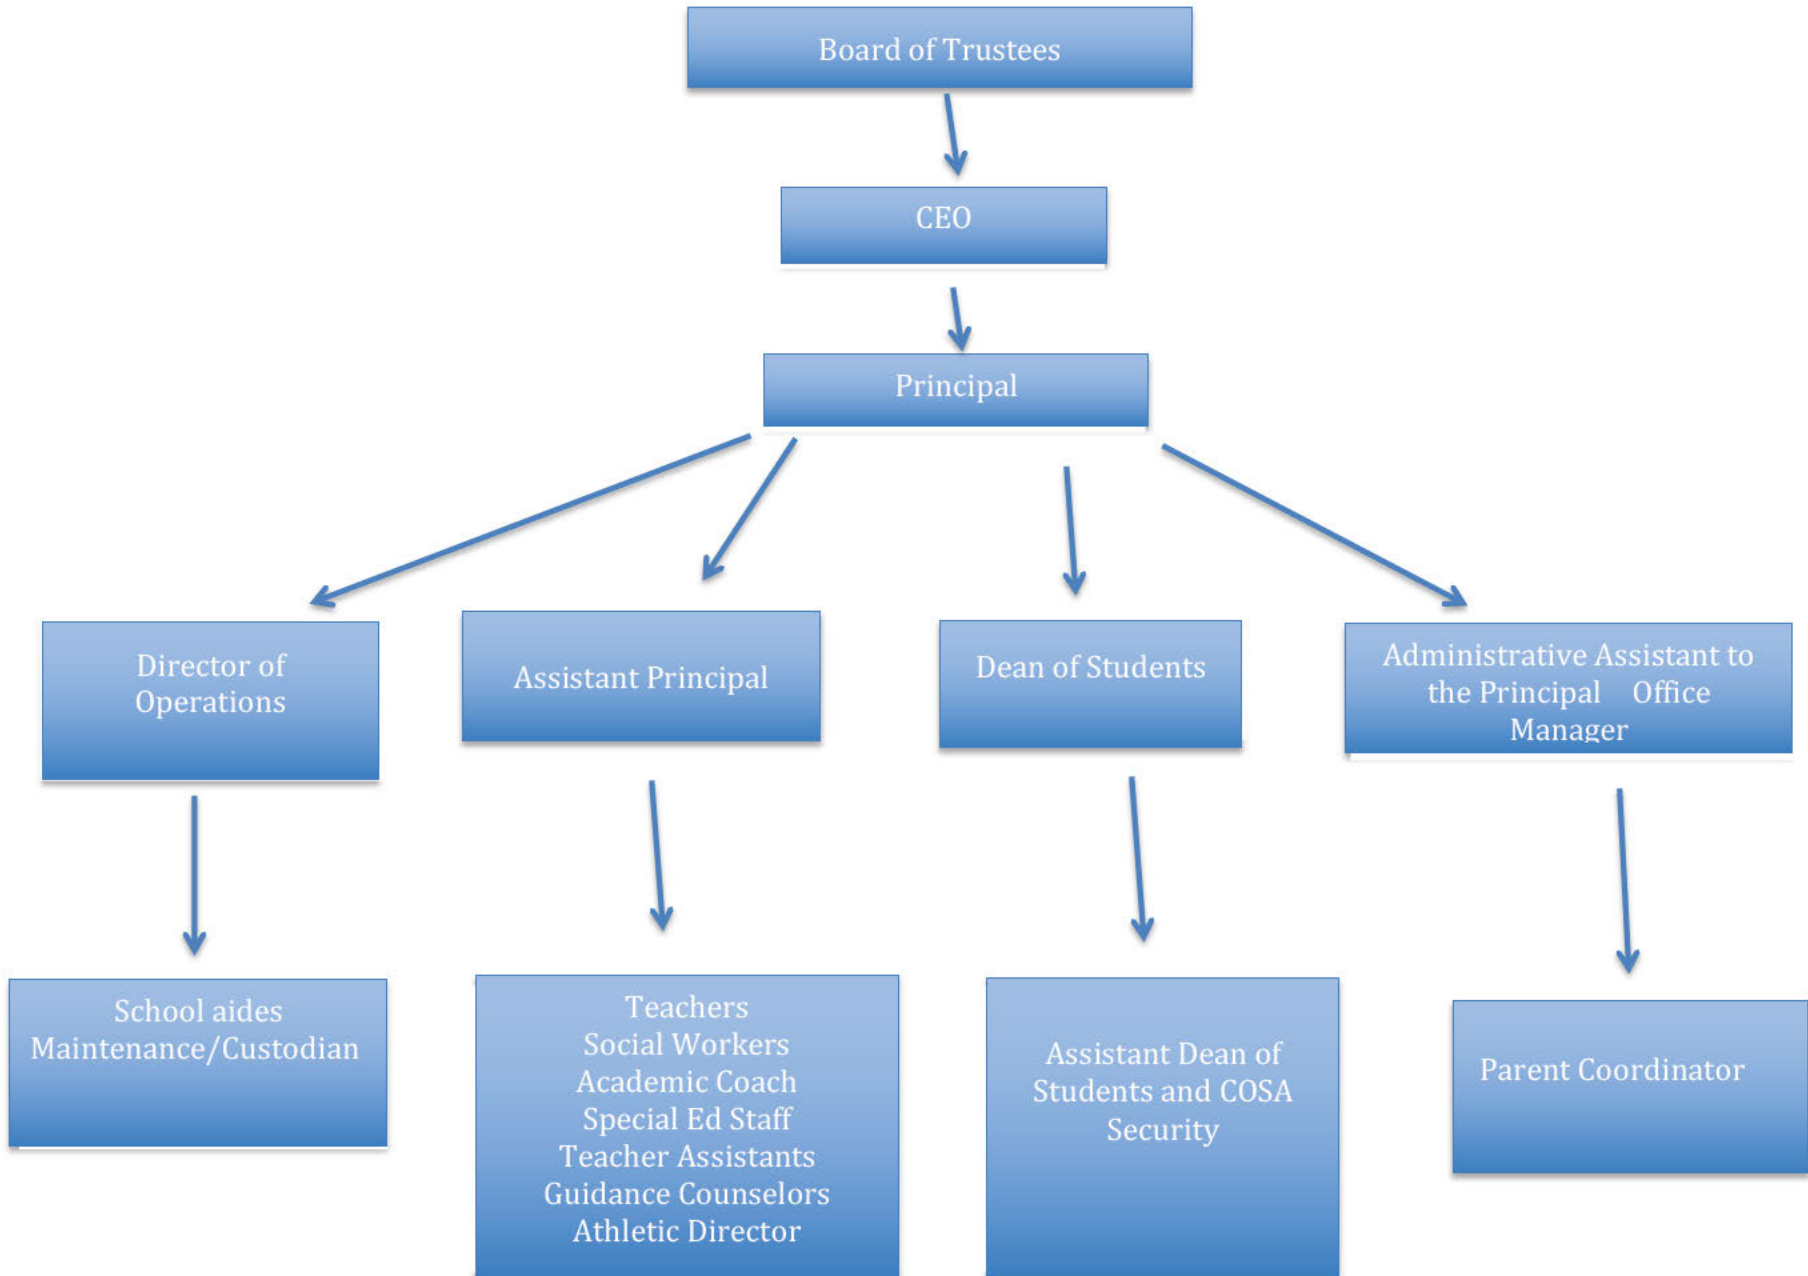 Board of Trustees
CEO
Principal
Director of
Operations
Assistant Principal
Dean of Students
Administrative Assistant to
the Principal    Office
Manager
School aides
Maintenance/Custodian
Teachers
Social Workers
Academic Coach
Special Ed Staff
Teacher Assistants
Guidance Counselors
Athletic Director
Assistant Dean of
Students and COSA
Security
Parent Coordinator